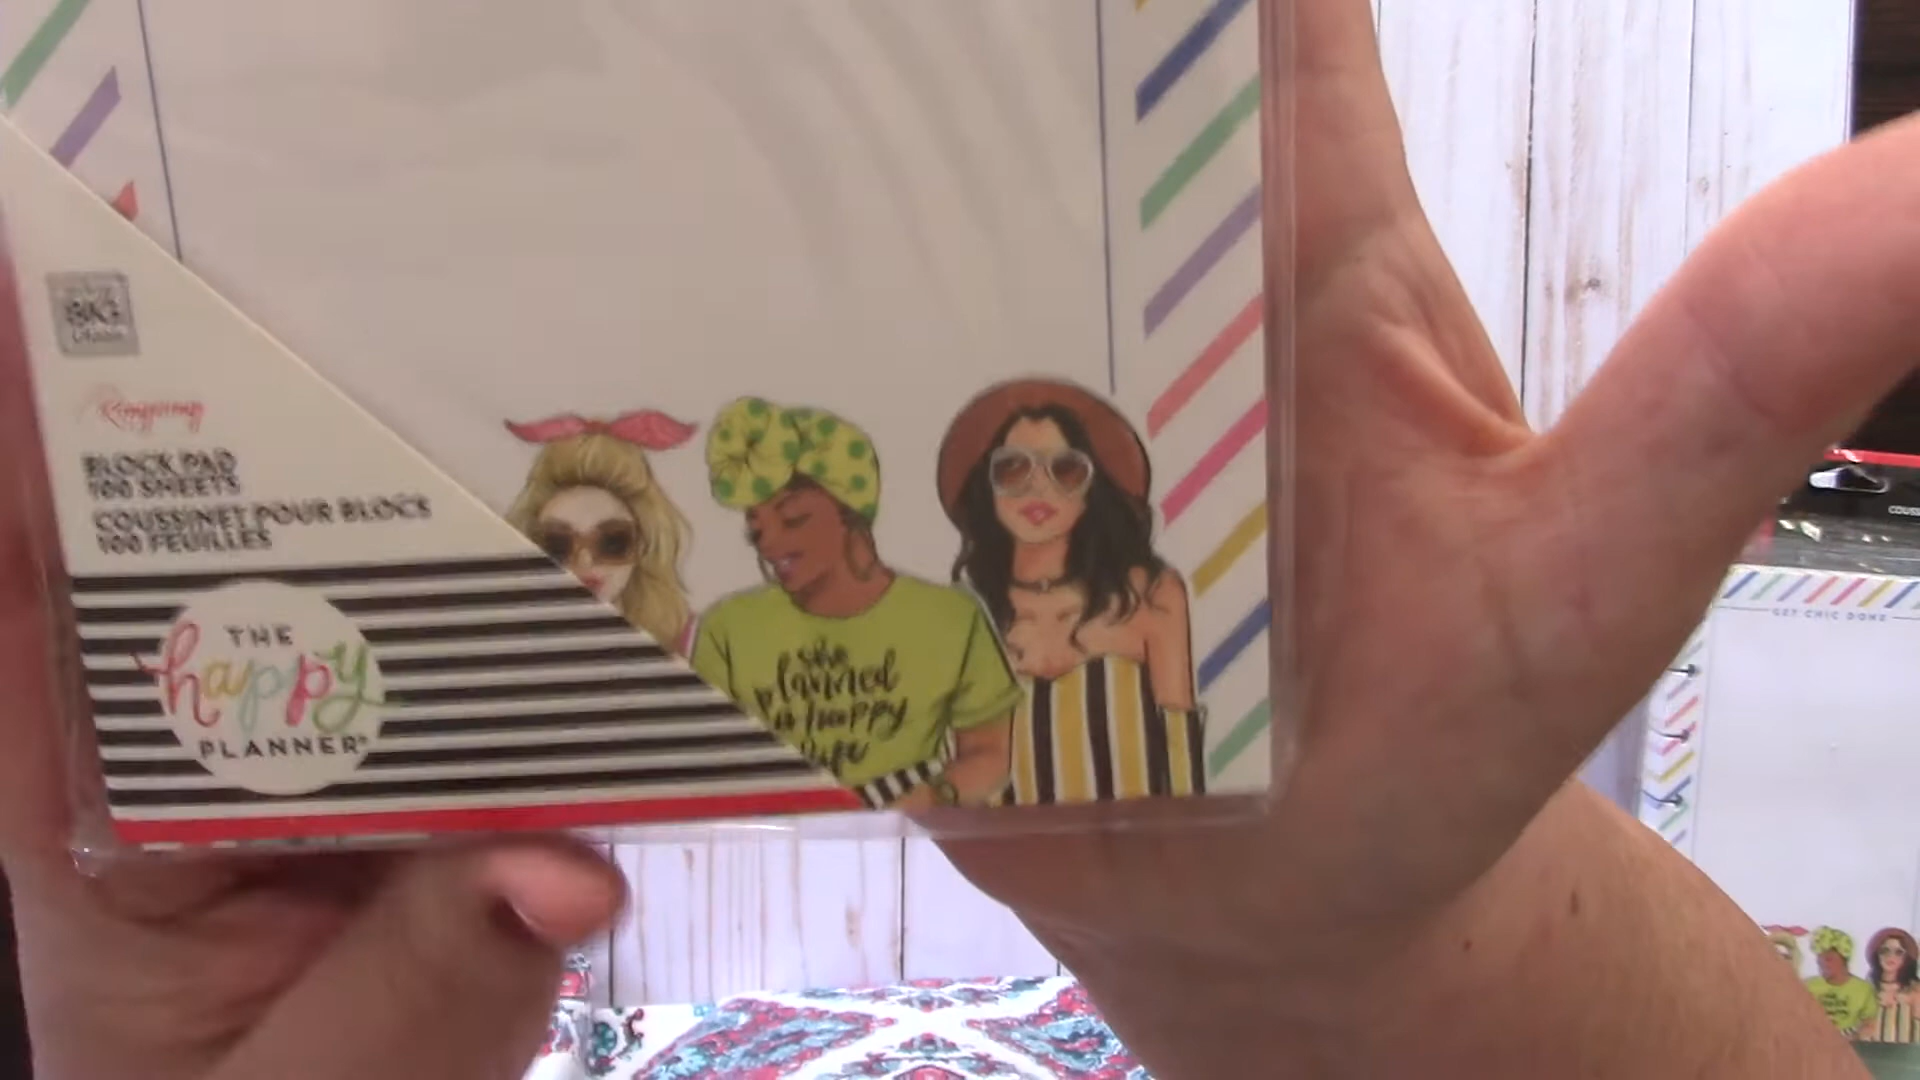 BLOCK PAD
100 SHEETS
COUSSINET POUR BLOCS
100 FEUILLES
THE
happy
PLANNER
she
planned
a happy
life
COUSS
GET CHIC DONE